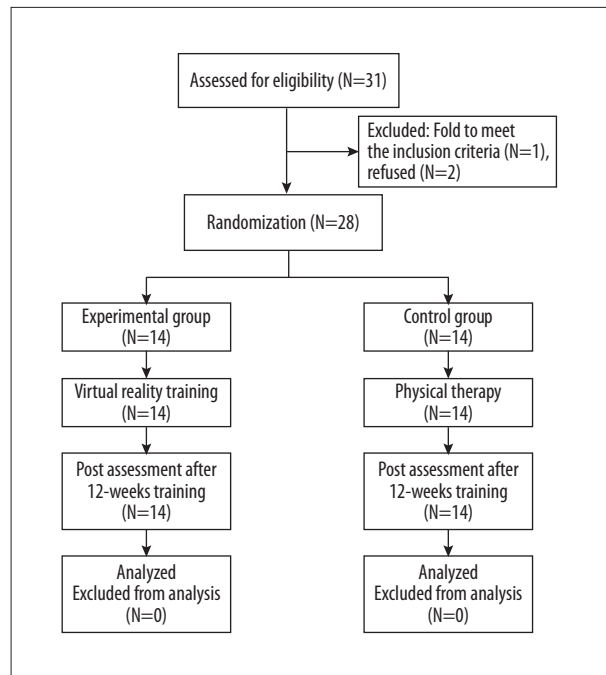 Assessed for eligibility (N=31)
Excluded: Fold to meet
the inclusion criteria (N=1),
refused (N=2)
Randomization (N=28)
Experimental group
(N=14)
Control group
(N=14)
Virtual reality training
(N=14)
Physical therapy
(N=14)
Post assessment after
12-weeks training
(N=14)
Post assessment after
12-weeks training
(N=14)
Analyzed
Excluded from analysis
(N=0)
Analyzed
Excluded from analysis
(N=0)